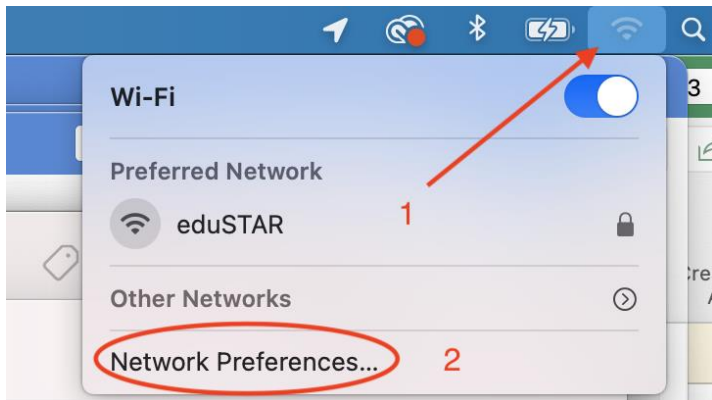 Wi-Fi
3
Preferred Network
eduSTAR
1
Other Networks
Network Preferences...
2